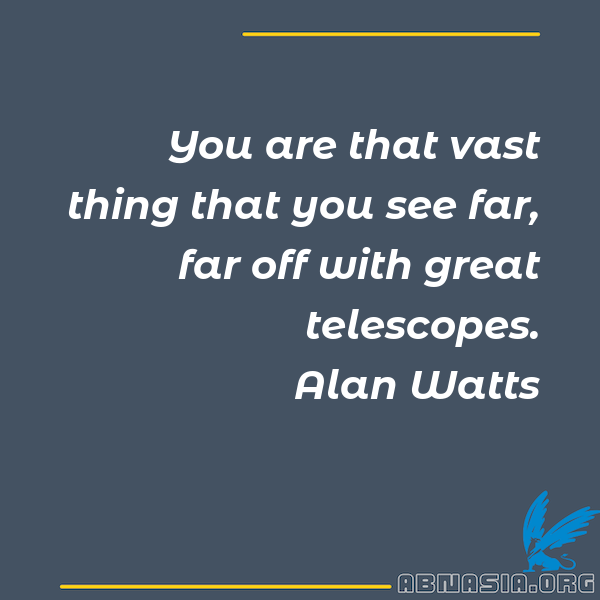 You are that vast
thing that you see far,
far off with great
telescopes.
Alan Watts
ABNASIA.ORG